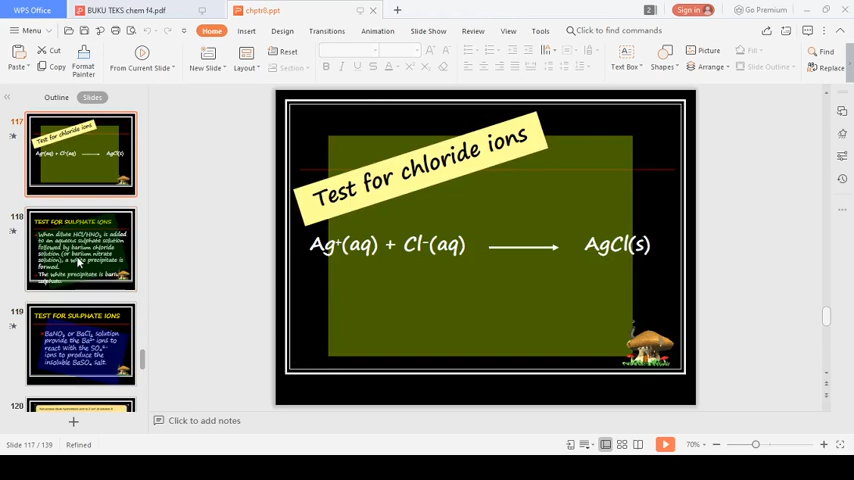 WPS Office
BUKU TEKS chem f4.pdf
chptr8.ppt
2
Sign in
Go Premium
Menu
Home
Insert
Design
Transitions
Animation
Slide Show
Review
View
Tools
Click to find commands
Paste
Cut
Copy
Format
Painter
From Current Slide
New Slide
Layout
Reset
Section
B I U S
Text Box
Shapes
Picture
Arrange
Fill
Slide Outline
Find
Replace
Outline
Slides
117
Test for chloride ions
Ag+(aq) + Cl-(aq) AgCl(s)
118
TEST FOR SULPHATE IONS
When dilute HCl/HNO3 is added
to an aqueous sulphate solution
followed by barium chloride
solution (or barium nitrate
solution), a white precipitate is
formed.
The white precipitate is barium
sulphate.
119
TEST FOR SULPHATE IONS
BaNO3 or BaCl2 solution
provide the Ba2+ ions to
react with the SO42-
ions to produce the
insoluble BaSO4 salt.
120
Test for chloride ions
Ag+(aq) + Cl-(aq) AgCl(s)
Click to add notes
Slide 117 / 139
Refined
70%